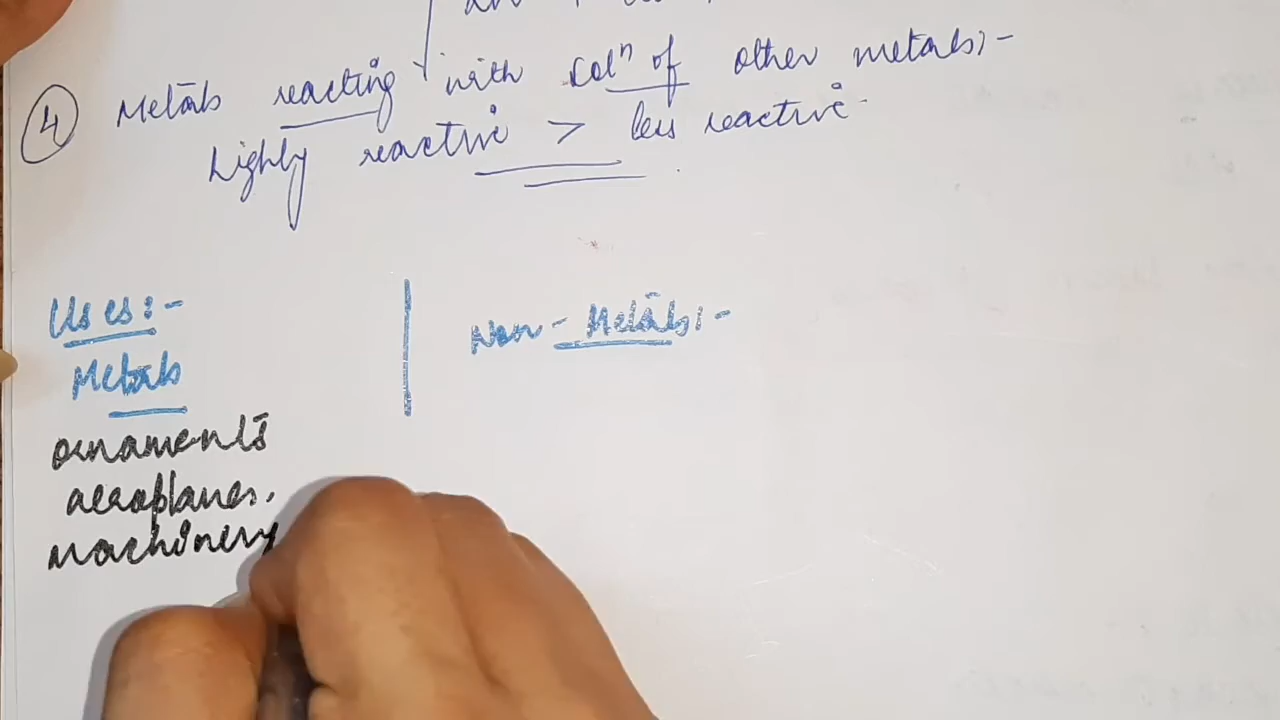 ④ Metals reacting with solⁿ of other metals:-
highly reactive > less reactive.
Uses:-
Metals
ornaments
aeroplanes.
machinery
Non-Metals:-